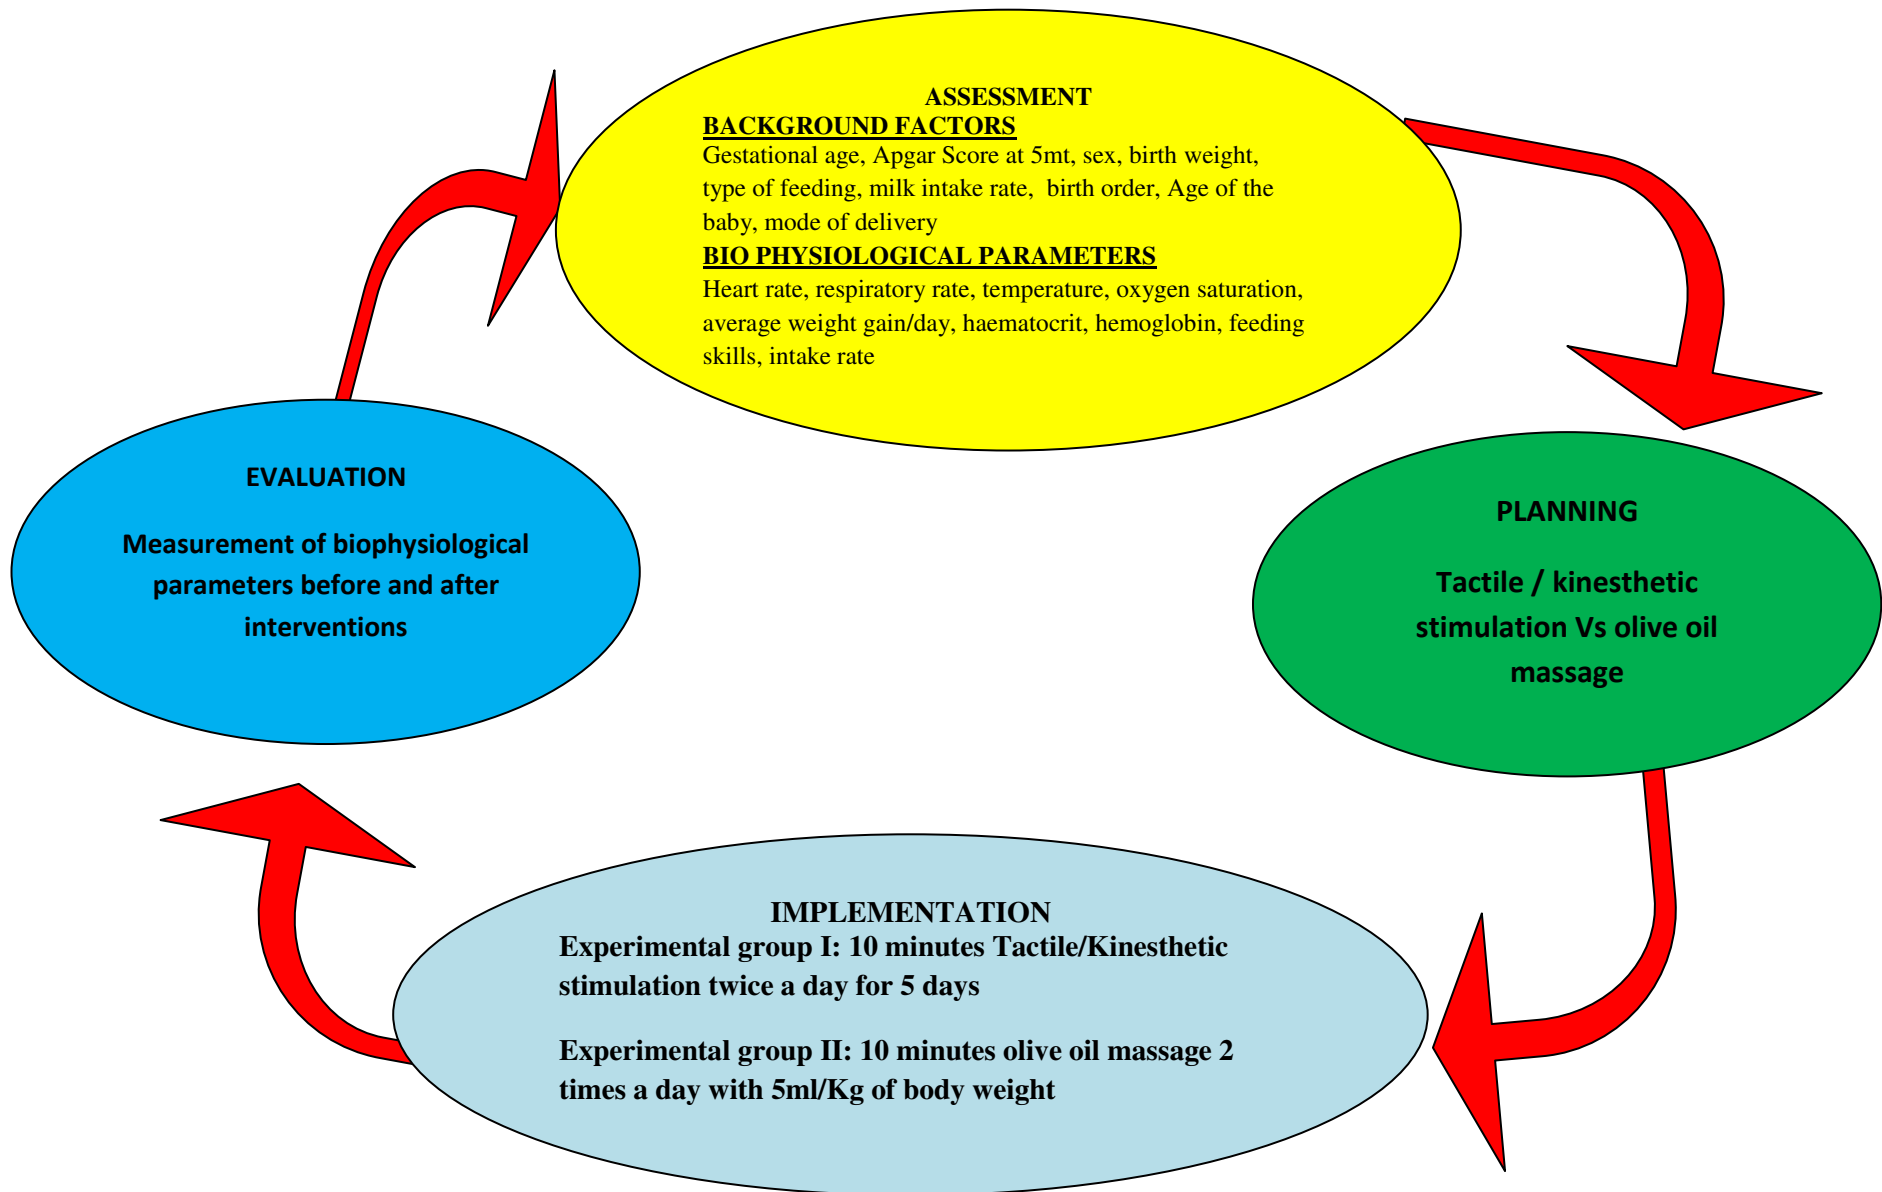 ASSESSMENT
BACKGROUND FACTORS
Gestational age, Apgar Score at 5mt, sex, birth weight,
type of feeding, milk intake rate,  birth order, Age of the
baby, mode of delivery
BIO PHYSIOLOGICAL PARAMETERS
Heart rate, respiratory rate, temperature, oxygen saturation,
average weight gain/day, haematocrit, hemoglobin, feeding
skills, intake rate
EVALUATION
Measurement of biophysiological
parameters before and after
interventions
PLANNING
Tactile / kinesthetic
stimulation Vs olive oil
massage
IMPLEMENTATION
Experimental group I: 10 minutes Tactile/Kinesthetic
stimulation twice a day for 5 days
Experimental group II: 10 minutes olive oil massage 2
times a day with 5ml/Kg of body weight